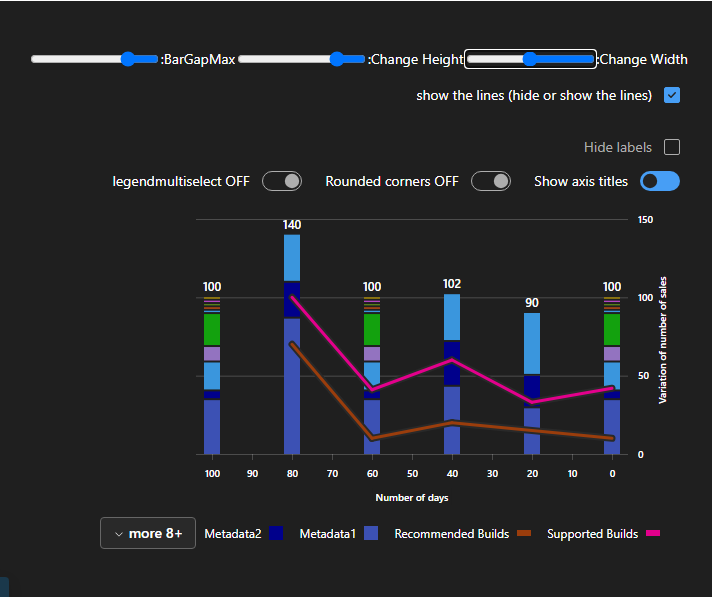 :BarGapMax :Change Height :Change Width
show the lines (hide or show the lines)
Hide labels
legendmultiselect OFF Rounded corners OFF Show axis titles
150
140
100 100 102 90 100
100
50
0
Variation of number of sales
100 90 80 70 60 50 40 30 20 10 0
Number of days
more 8+ Metadata2 Metadata1 Recommended Builds Supported Builds